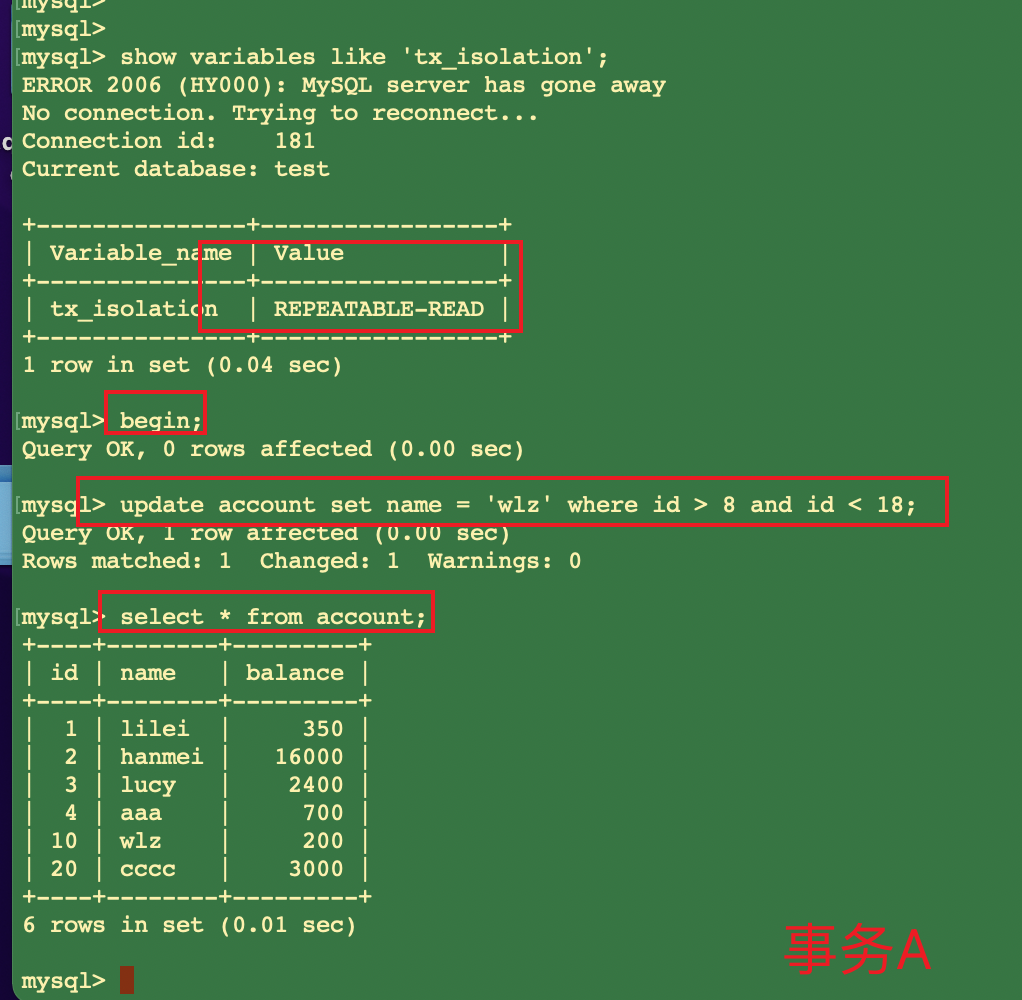 mysql>
mysql>
mysql> show variables like 'tx_isolation';
ERROR 2006 (HY000): MySQL server has gone away
No connection. Trying to reconnect...
Connection id:    181
Current database: test
+---------------+-----------------+
| Variable_name | Value           |
+---------------+-----------------+
| tx_isolation  | REPEATABLE-READ |
+---------------+-----------------+
1 row in set (0.04 sec)
mysql> begin;
Query OK, 0 rows affected (0.00 sec)
mysql> update account set name = 'wlz' where id > 8 and id < 18;
Query OK, 1 row affected (0.00 sec)
Rows matched: 1  Changed: 1  Warnings: 0
mysql> select * from account;
+----+--------+---------+
| id | name   | balance |
+----+--------+---------+
|  1 | lilei  |     350 |
|  2 | hanmei |   16000 |
|  3 | lucy   |    2400 |
|  4 | aaa    |     700 |
| 10 | wlz    |     200 |
| 20 | cccc   |    3000 |
+----+--------+---------+
6 rows in set (0.01 sec)
事务A
mysql>